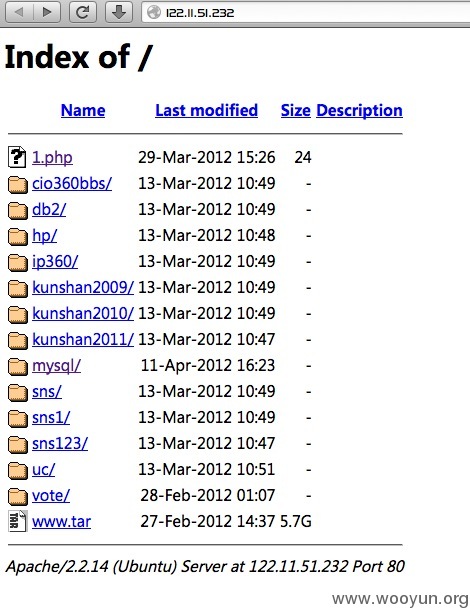 122.11.51.232
Index of /
Name Last modified Size Description
1.php 29-Mar-2012 15:26 24
cio360bbs/ 13-Mar-2012 10:49 -
db2/ 13-Mar-2012 10:49 -
hp/ 13-Mar-2012 10:48 -
ip360/ 13-Mar-2012 10:49 -
kunshan2009/ 13-Mar-2012 10:49 -
kunshan2010/ 13-Mar-2012 10:49 -
kunshan2011/ 13-Mar-2012 10:47 -
mysql/ 11-Apr-2012 16:23 -
sns/ 13-Mar-2012 10:49 -
sns1/ 13-Mar-2012 10:49 -
sns123/ 13-Mar-2012 10:47 -
uc/ 13-Mar-2012 10:51 -
vote/ 28-Feb-2012 01:07 -
www.tar 27-Feb-2012 14:37 5.7G
Apache/2.2.14 (Ubuntu) Server at 122.11.51.232 Port 80
www.wooyun.org